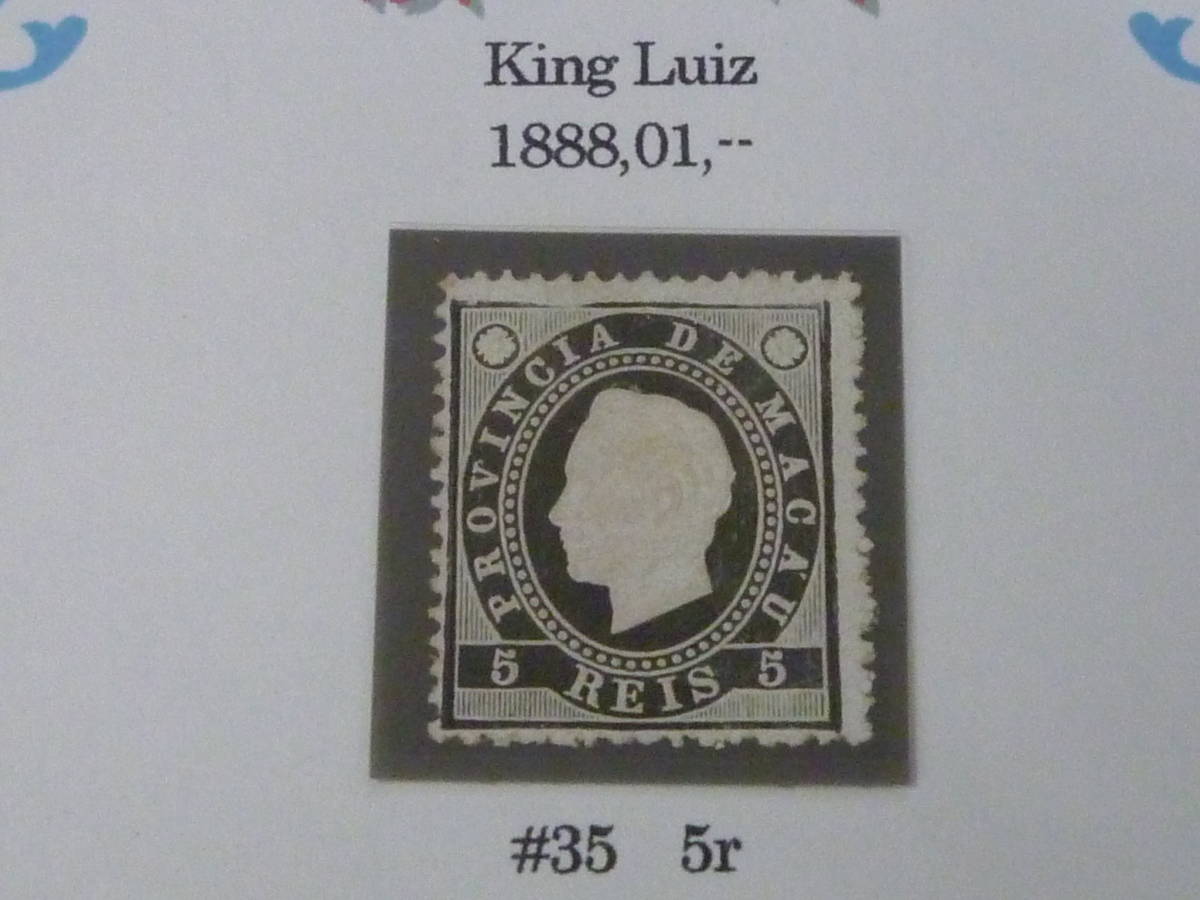 King Luiz
1888,01,--
PROVINCIA DE MACAU
5 REIS 5
#35 5r